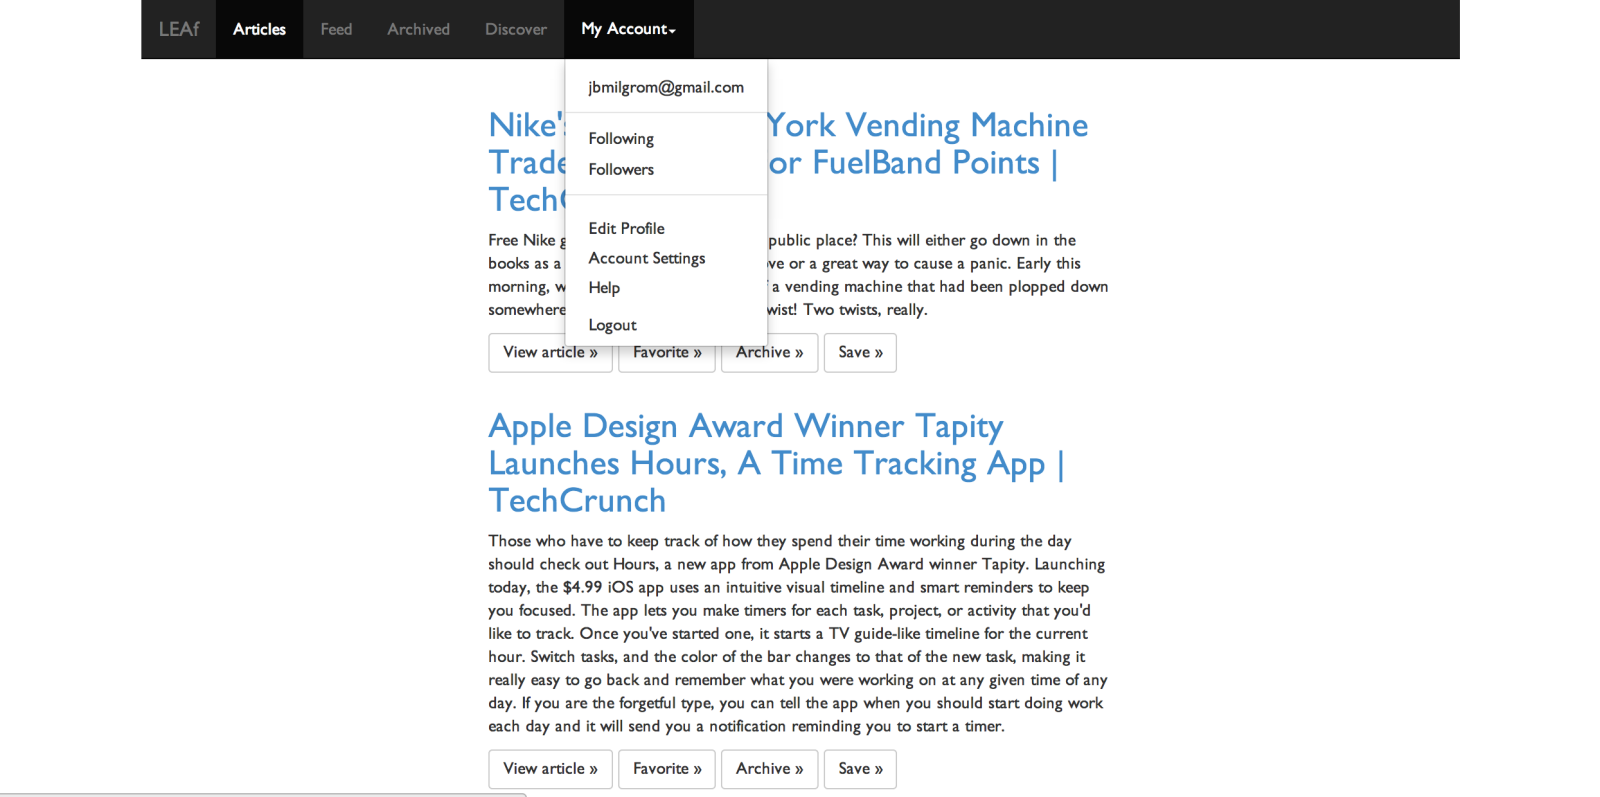 LEAf Articles Feed Archived Discover My Account
jbmilgrom@gmail.com
Following
Followers
Edit Profile
Account Settings
Help
Logout
Nike's York Vending Machine
Trade or FuelBand Points |
Tech
Free Nike public place? This will either go down in the
books as a or a great way to cause a panic. Early this
morning, a vending machine that had been plopped down
somewhere Two twists, really.
View article » Favorite » Archive » Save »
Apple Design Award Winner Tapity
Launches Hours, A Time Tracking App |
TechCrunch
Those who have to keep track of how they spend their time working during the day
should check out Hours, a new app from Apple Design Award winner Tapity. Launching
today, the $4.99 iOS app uses an intuitive visual timeline and smart reminders to keep
you focused. The app lets you make timers for each task, project, or activity that you'd
like to track. Once you've started one, it starts a TV guide-like timeline for the current
hour. Switch tasks, and the color of the bar changes to that of the new task, making it
really easy to go back and remember what you were working on at any given time of any
day. If you are the forgetful type, you can tell the app when you should start doing work
each day and it will send you a notification reminding you to start a timer.
View article » Favorite » Archive » Save »